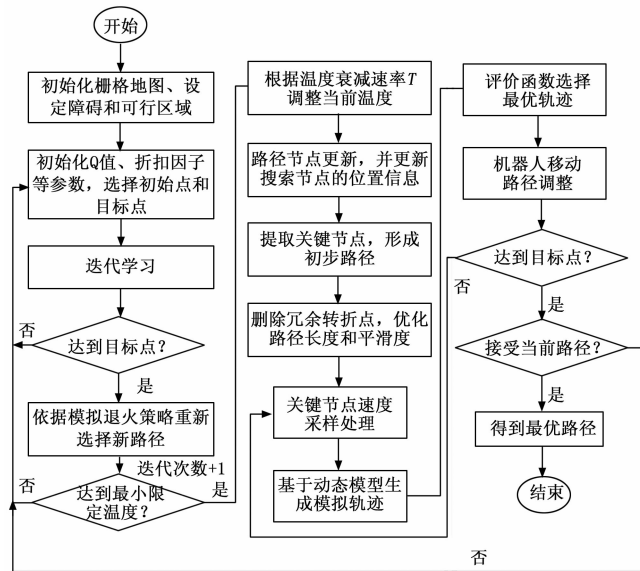 开始
初始化栅格地图、设
定障碍和可行区域
初始化Q值、折扣因子
等参数，选择初始点和
目标点
迭代学习
否
达到目标点？
是
依据模拟退火策略重新
选择新路径
迭代次数+1
否
达到最小限
定温度？
是
根据温度衰减速率T
调整当前温度
路径节点更新，并更新
搜索节点的位置信息
提取关键节点，形成
初步路径
删除冗余转折点，优化
路径长度和平滑度
关键节点速度
采样处理
基于动态模型生
成模拟轨迹
评价函数选择
最优轨迹
机器人移动
路径调整
达到目标点？
否
是
接受当前路径？
是
得到最优路径
结束
否